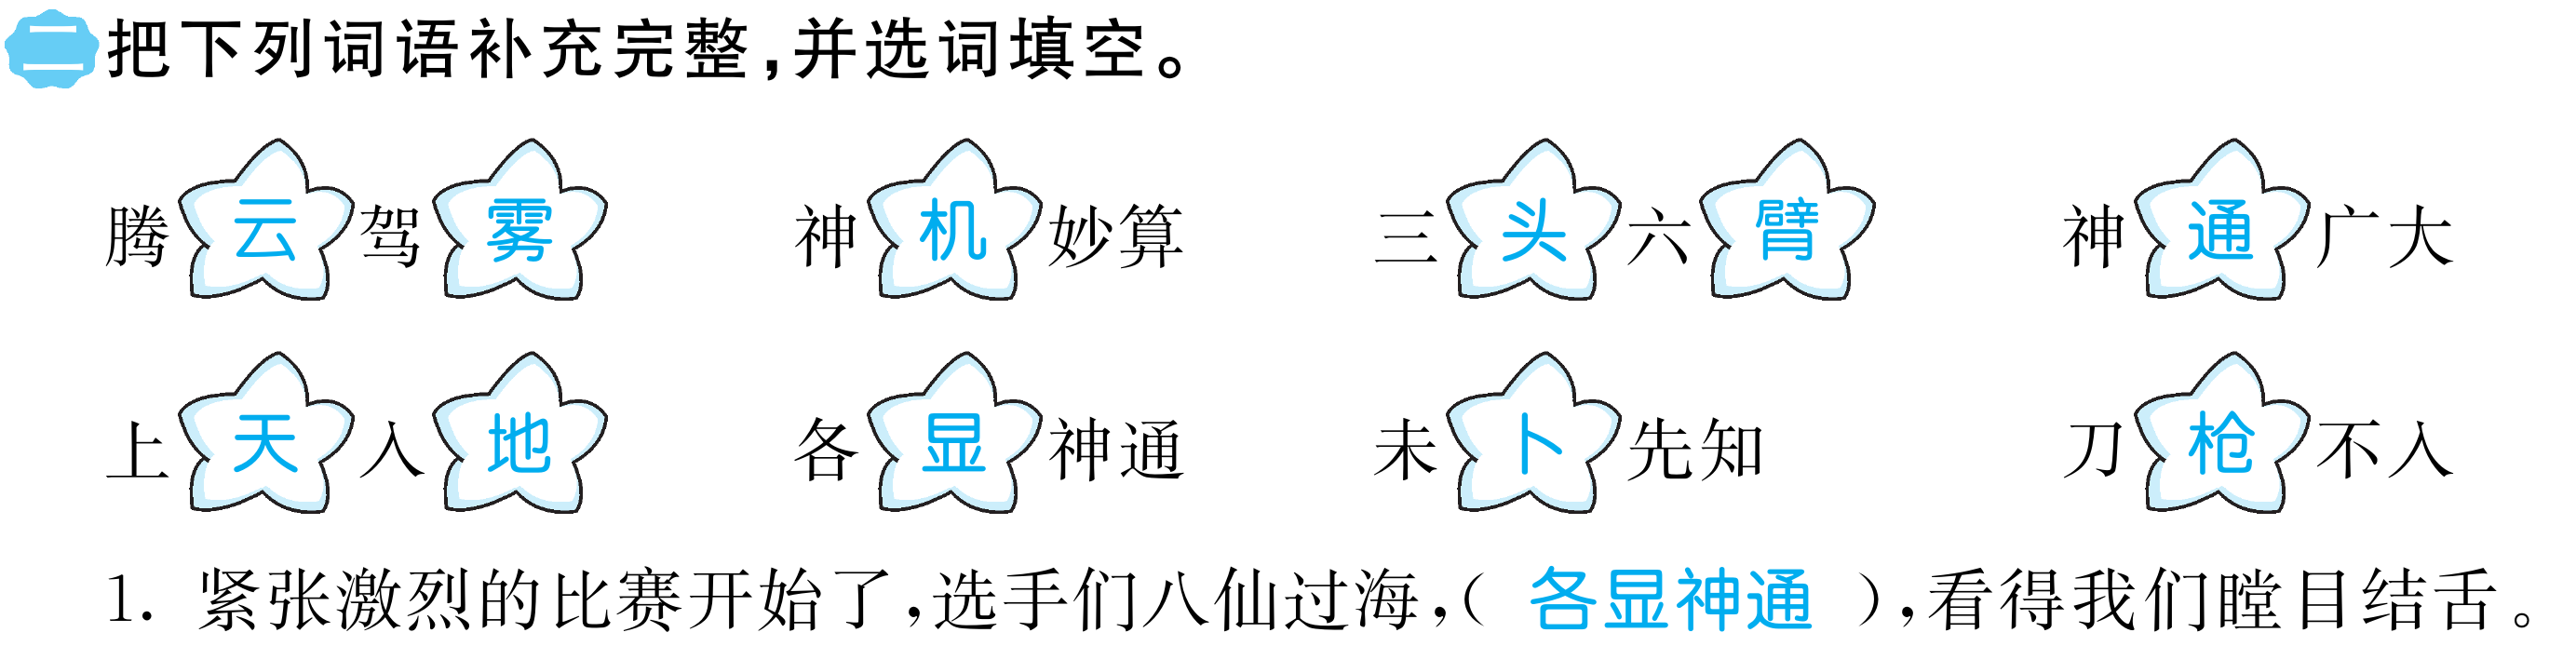 二 把下列词语补充完整,并选词填空。
腾云驾雾 神机妙算 三头六臂 神通广大
上天入地 各显神通 未卜先知 刀枪不入
1. 紧张激烈的比赛开始了,选手们八仙过海,( 各显神通 ),看得我们瞠目结舌。